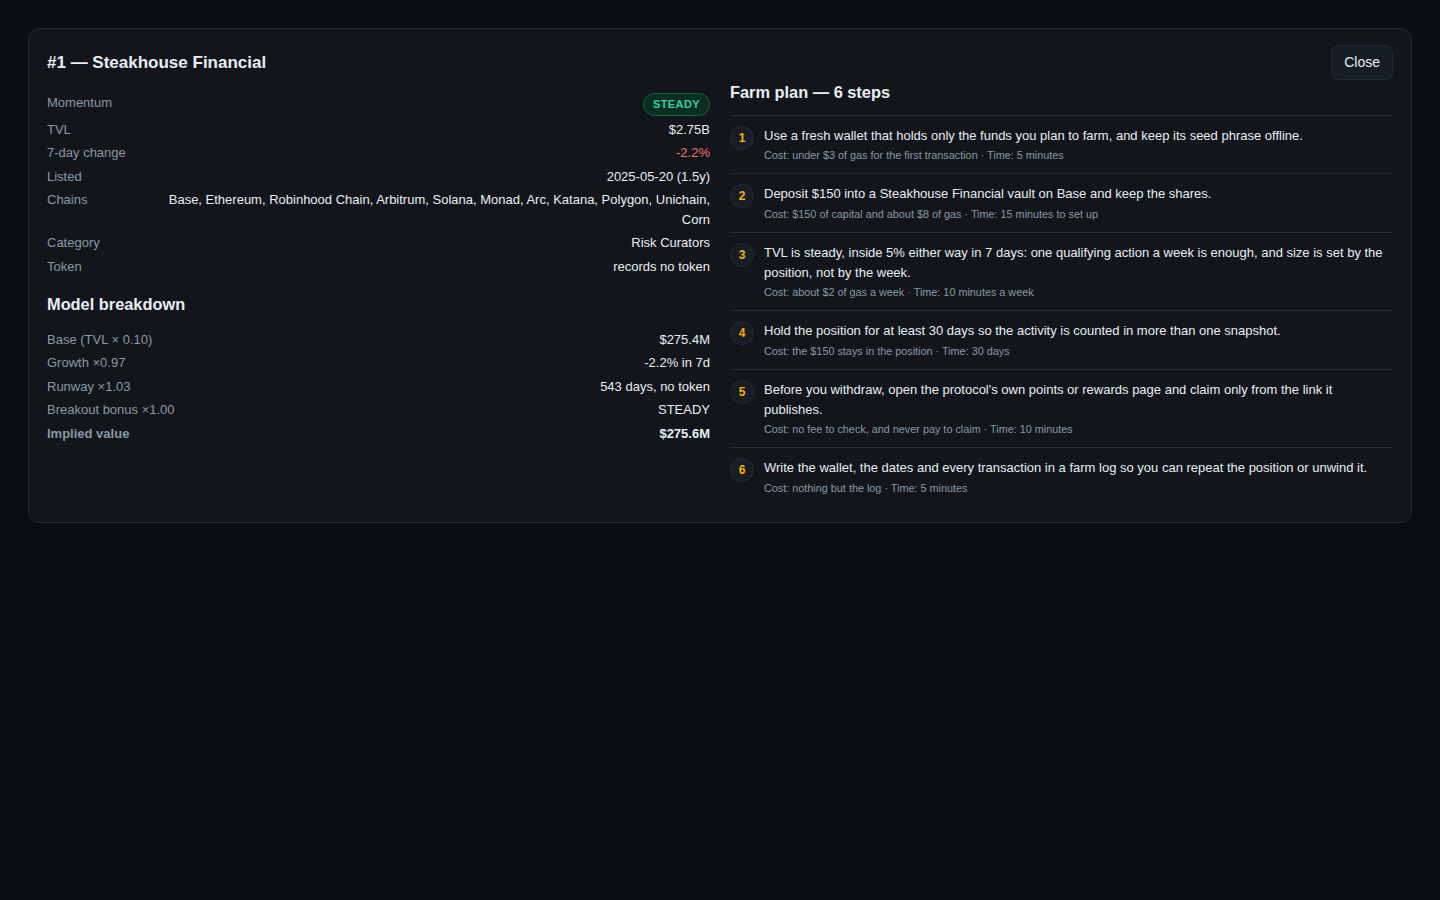 #1 — Steakhouse Financial
Close
Momentum
STEADY
TVL
$2.75B
7-day change
-2.2%
Listed
2025-05-20 (1.5y)
Chains
Base, Ethereum, Robinhood Chain, Arbitrum, Solana, Monad, Arc, Katana, Polygon, Unichain,
Corn
Category
Risk Curators
Token
records no token
Model breakdown
Base (TVL × 0.10)
$275.4M
Growth ×0.97
-2.2% in 7d
Runway ×1.03
543 days, no token
Breakout bonus ×1.00
STEADY
Implied value
$275.6M
Farm plan — 6 steps
1
Use a fresh wallet that holds only the funds you plan to farm, and keep its seed phrase offline.
Cost: under $3 of gas for the first transaction · Time: 5 minutes
2
Deposit $150 into a Steakhouse Financial vault on Base and keep the shares.
Cost: $150 of capital and about $8 of gas · Time: 15 minutes to set up
3
TVL is steady, inside 5% either way in 7 days: one qualifying action a week is enough, and size is set by the
position, not by the week.
Cost: about $2 of gas a week · Time: 10 minutes a week
4
Hold the position for at least 30 days so the activity is counted in more than one snapshot.
Cost: the $150 stays in the position · Time: 30 days
5
Before you withdraw, open the protocol's own points or rewards page and claim only from the link it
publishes.
Cost: no fee to check, and never pay to claim · Time: 10 minutes
6
Write the wallet, the dates and every transaction in a farm log so you can repeat the position or unwind it.
Cost: nothing but the log · Time: 5 minutes